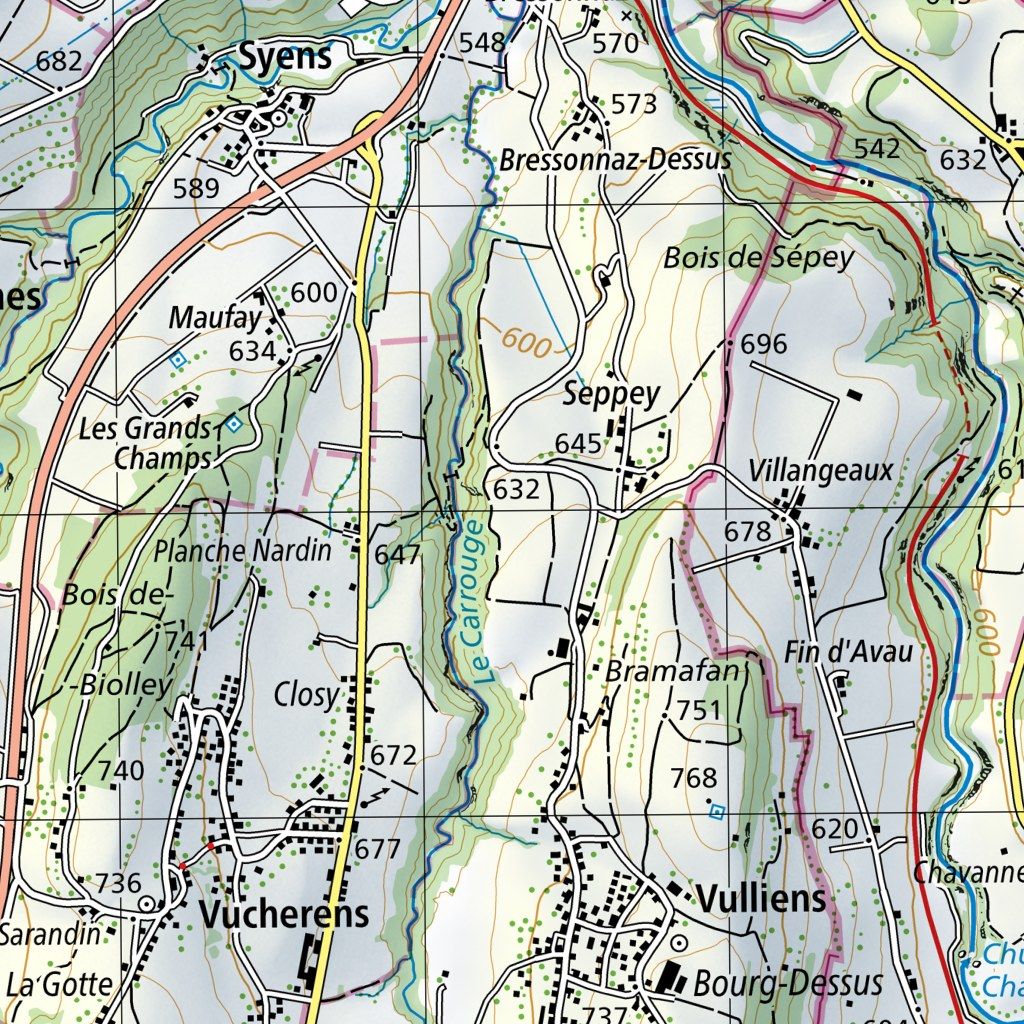 Syens
548
570
682
573
Bressonnaz-Dessus
542
632
589
Bois de Sépey
600
Maufay
634
600
696
Seppey
Les Grands
Champs
645
Villangeaux
632
678
Planche Nardin
647
Le Carrouge
Bois de-
741
-Biolley
Fin d'Avau
600
Closy
Bramafan
751
672
740
768
677
620
736
Vucherens
Vulliens
Sarandin
La Gotte
Bourg-Dessus
737